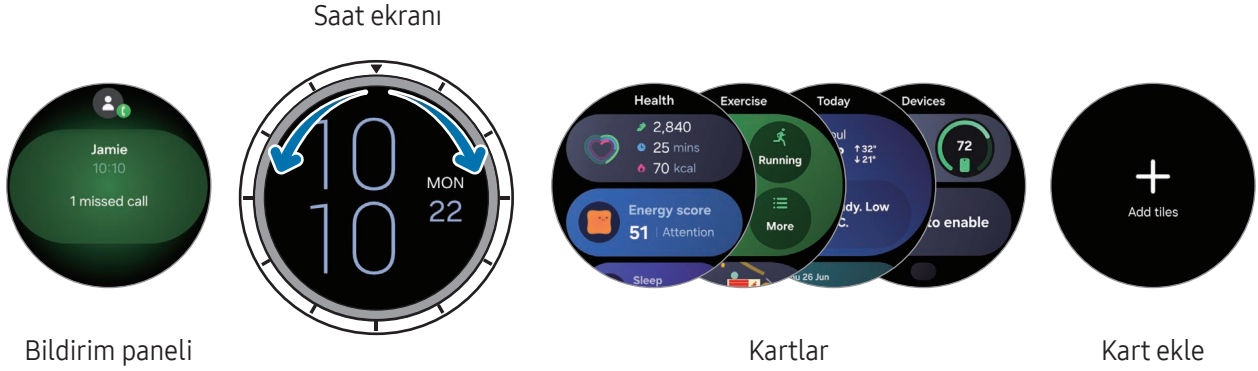 Saat ekranı
Jamie
10:10
1 missed call
10
10
MON
22
Health
2,840
25 mins
70 kcal
Energy score
51 | Attention
Sleep
Exercise
Running
More
Today
↑32°
↓21°
Low
C.
26 Jun
Devices
72
to enable
Add tiles
Bildirim paneli
Kartlar
Kart ekle